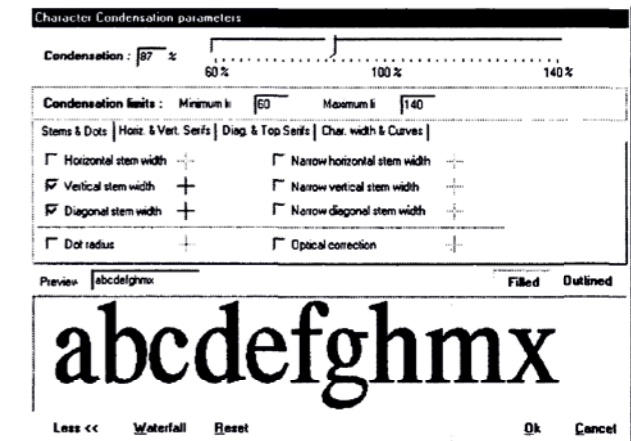 Character Condensation parameters
Condensation : 87 %
60 % 100 % 140 %
Condensation limits : Minimum li 60 Maximum li 140
Stems & Dots Horiz. & Vert. Serifs Diag. & Top Serifs Char. width & Curves
Horizontal stem width Narrow horizontal stem width
Vertical stem width Narrow vertical stem width
Diagonal stem width Narrow diagonal stem width
Dot radius Optical correction
Preview abcdefghmx Filled Outlined
abcdefghmx
Less << Waterfall Reset Ok Cancel